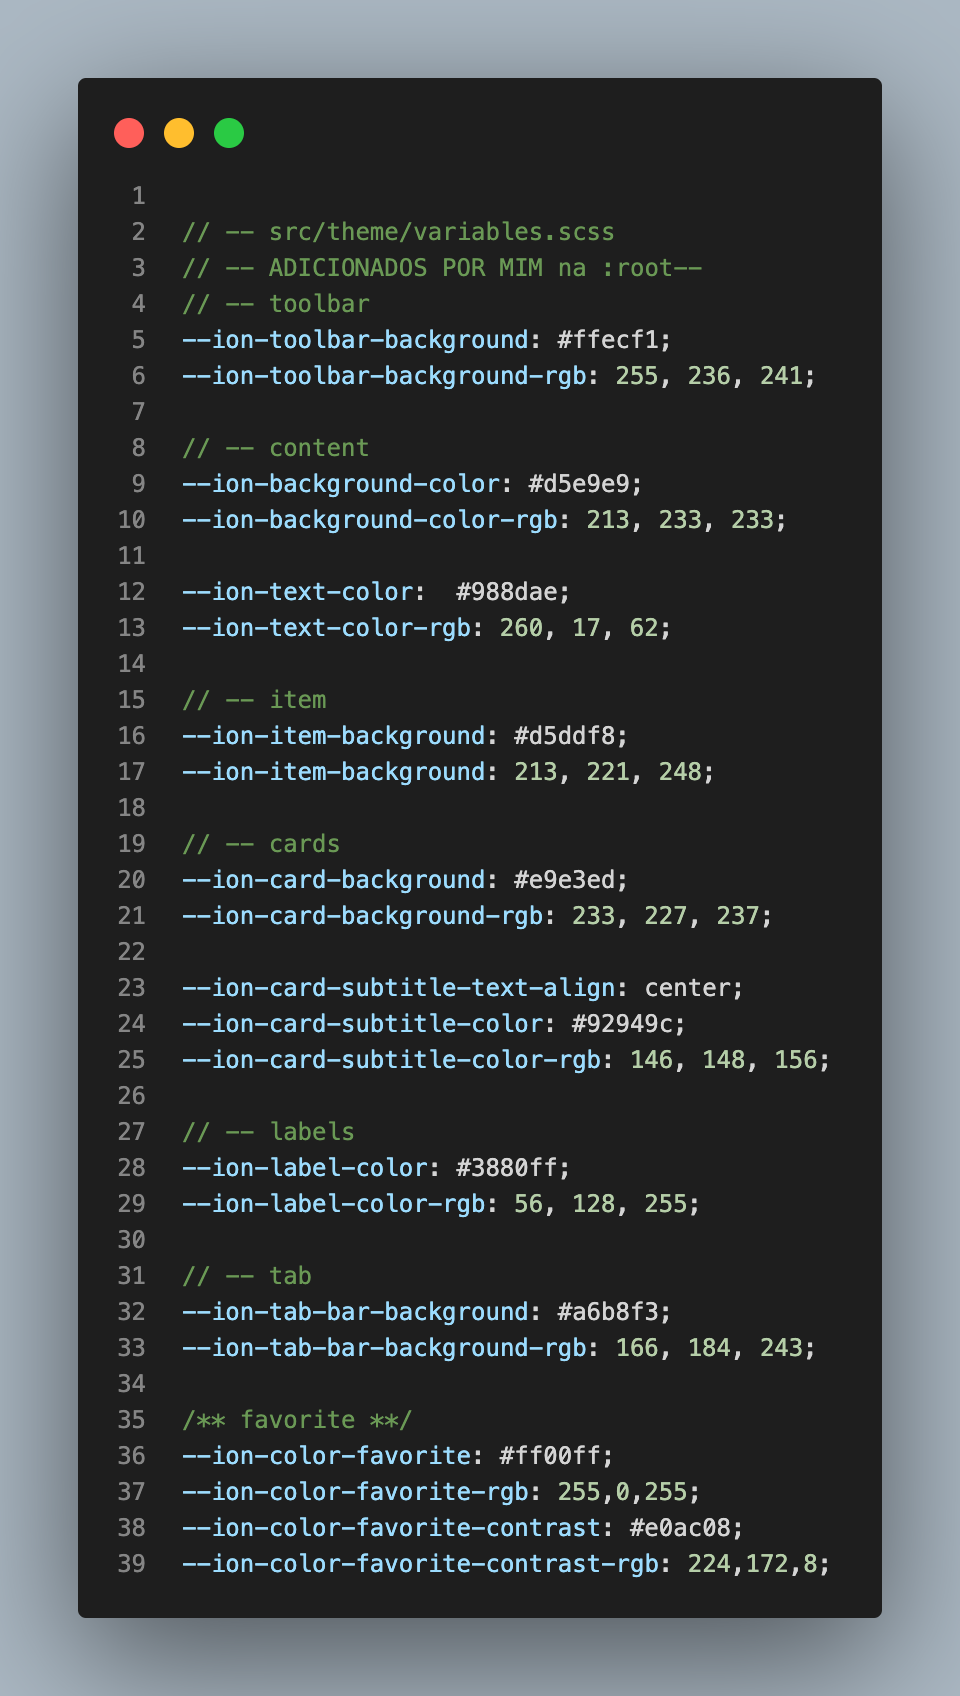 1
2 // -- src/theme/variables.scss
3 // -- ADICIONADOS POR MIM na :root--
4 // -- toolbar
5 --ion-toolbar-background: #ffecf1;
6 --ion-toolbar-background-rgb: 255, 236, 241;
7
8 // -- content
9 --ion-background-color: #d5e9e9;
10 --ion-background-color-rgb: 213, 233, 233;
11
12 --ion-text-color:  #988dae;
13 --ion-text-color-rgb: 260, 17, 62;
14
15 // -- item
16 --ion-item-background: #d5ddf8;
17 --ion-item-background: 213, 221, 248;
18
19 // -- cards
20 --ion-card-background: #e9e3ed;
21 --ion-card-background-rgb: 233, 227, 237;
22
23 --ion-card-subtitle-text-align: center;
24 --ion-card-subtitle-color: #92949c;
25 --ion-card-subtitle-color-rgb: 146, 148, 156;
26
27 // -- labels
28 --ion-label-color: #3880ff;
29 --ion-label-color-rgb: 56, 128, 255;
30
31 // -- tab
32 --ion-tab-bar-background: #a6b8f3;
33 --ion-tab-bar-background-rgb: 166, 184, 243;
34
35 /** favorite **/
36 --ion-color-favorite: #ff00ff;
37 --ion-color-favorite-rgb: 255,0,255;
38 --ion-color-favorite-contrast: #e0ac08;
39 --ion-color-favorite-contrast-rgb: 224,172,8;